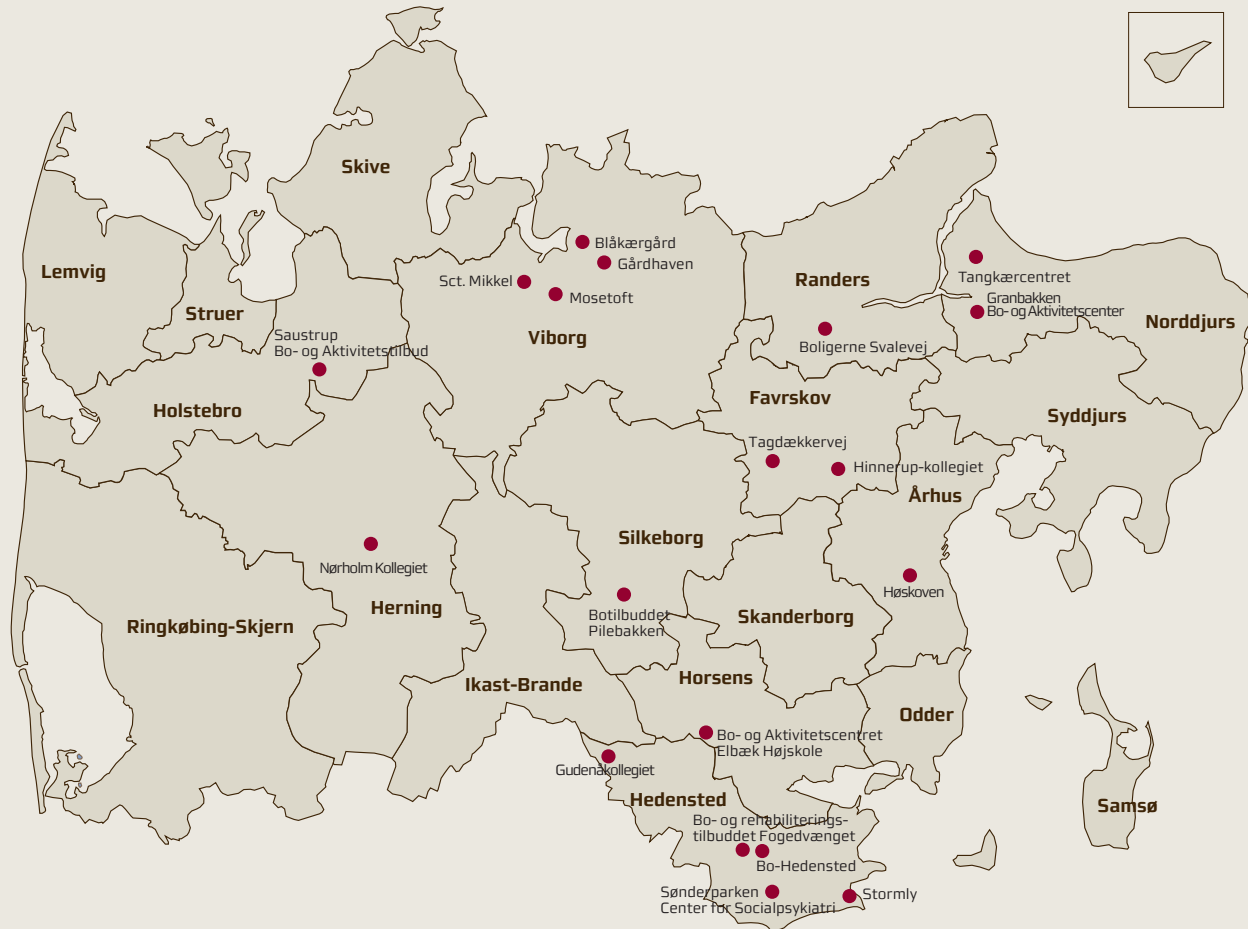 Skive
Lemvig
Struer
Blåkærgård
Gårdhaven
Sct. Mikkel
Mosetoft
Viborg
Randers
Boligerne Svalevej
Tangkærcentret
Granbakken
Bo- og Aktivitetscenter
Norddjurs
Saustrup
Bo- og Aktivitetstilbud
Holstebro
Favrskov
Syddjurs
Tagdækkervej
Hinnerup-kollegiet
Århus
Silkeborg
Nørholm Kollegiet
Herning
Ringkøbing-Skjern
Botilbuddet
Pilebakken
Skanderborg
Høskoven
Ikast-Brande
Horsens
Odder
Bo- og Aktivitetscentret
Elbæk Højskole
Gudenåkollegiet
Hedensted
Samsø
Bo- og rehabiliterings-
tilbuddet Fogedvænget
Bo-Hedensted
Sønderparken
Center for Socialpsykiatri
Stormly